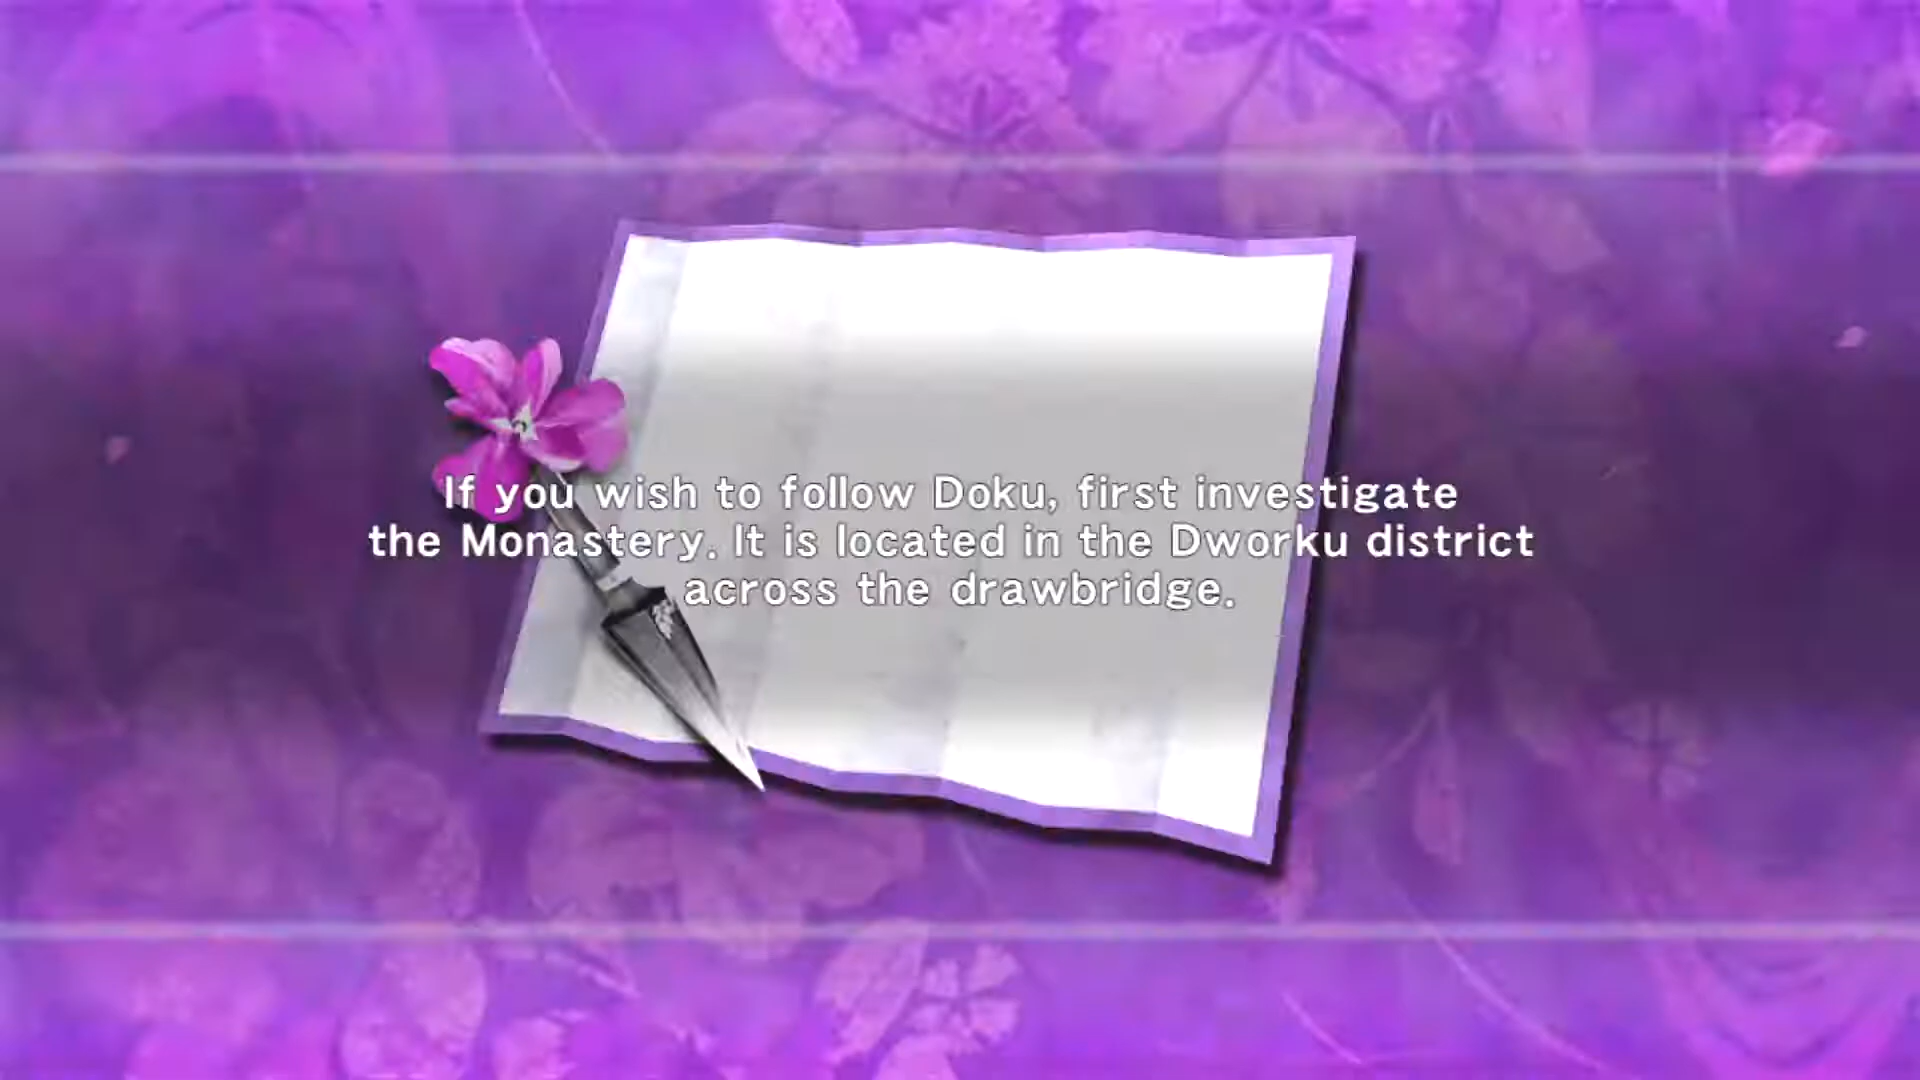 If you wish to follow Doku, first investigate
the Monastery. It is located in the Dworku district
across the drawbridge.